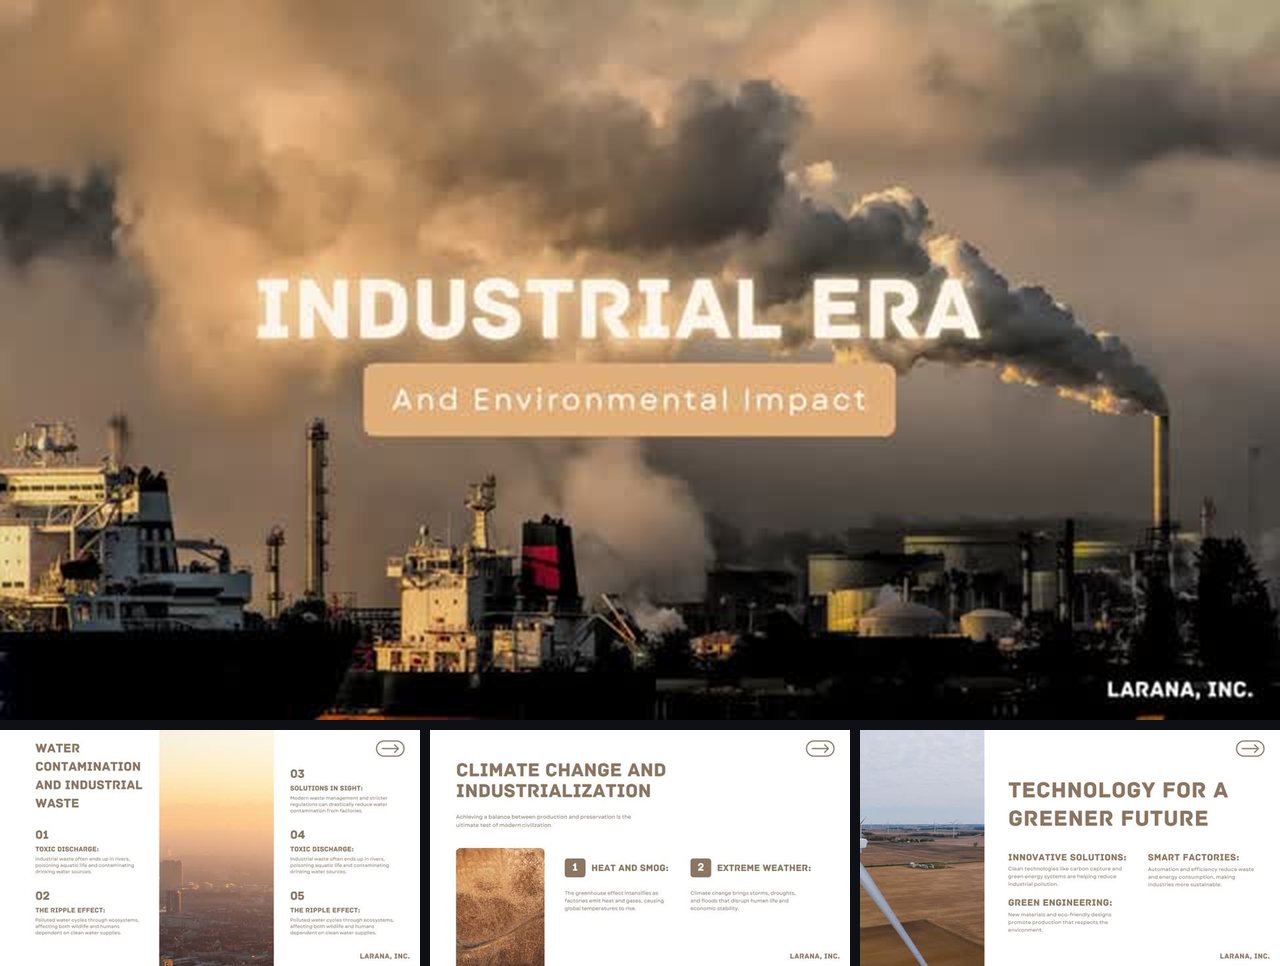 INDUSTRIAL ERA
And Environmental Impact
LARANA, INC.
WATER
CONTAMINATION
AND INDUSTRIAL
WASTE
01
TOXIC DISCHARGE:
Industrial waste often ends up in rivers,
poisoning aquatic life and contaminating
drinking water sources.
02
THE RIPPLE EFFECT:
Polluted water cycles through ecosystems,
affecting both wildlife and humans
dependent on clean water supplies.
03
SOLUTIONS IN SIGHT:
Modern waste management and stricter
regulations can drastically reduce water
contamination from factories.
04
TOXIC DISCHARGE:
Industrial waste often ends up in rivers,
poisoning aquatic life and contaminating
drinking water sources.
05
THE RIPPLE EFFECT:
Polluted water cycles through ecosystems,
affecting both wildlife and humans
dependent on clean water supplies.
LARANA, INC.
CLIMATE CHANGE AND
INDUSTRIALIZATION
Achieving a balance between production and preservation is the
ultimate test of modern civilization.
1 HEAT AND SMOG:
The greenhouse effect intensifies as
factories emit heat and gases, causing
global temperatures to rise.
2 EXTREME WEATHER:
Climate change brings storms, droughts,
and floods that disrupt human life and
economic stability.
LARANA, INC.
TECHNOLOGY FOR A
GREENER FUTURE
INNOVATIVE SOLUTIONS:
Clean technologies like carbon capture and
green energy systems are helping reduce
industrial pollution.
GREEN ENGINEERING:
New materials and eco-friendly designs
promote production that respects the
environment.
SMART FACTORIES:
Automation and efficiency reduce waste
and energy consumption, making
industries more sustainable.
LARANA, INC.